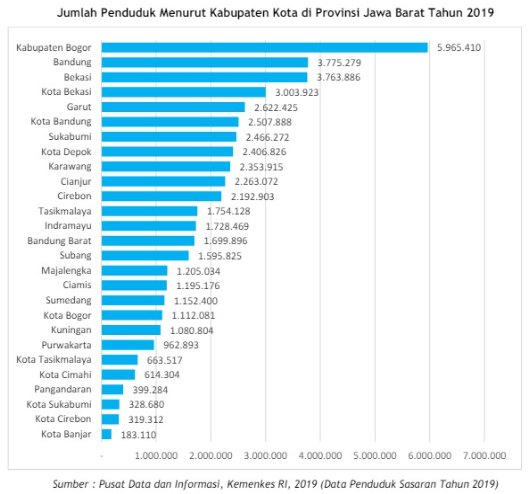 Jumlah Penduduk Menurut Kabupaten Kota di Provinsi Jawa Barat Tahun 2019
Kabupaten Bogor 5.965.410
Bandung 3.775.279
Bekasi 3.763.886
Kota Bekasi 3.003.923
Garut 2.622.425
Kota Bandung 2.507.888
Sukabumi 2.466.272
Kota Depok 2.406.826
Karawang 2.353.915
Cianjur 2.263.072
Cirebon 2.192.903
Tasikmalaya 1.754.128
Indramayu 1.728.469
Bandung Barat 1.699.896
Subang 1.595.825
Majalengka 1.205.034
Ciamis 1.195.176
Sumedang 1.152.400
Kota Bogor 1.112.081
Kuningan 1.080.804
Purwakarta 962.893
Kota Tasikmalaya 663.517
Kota Cimahi 614.304
Pangandaran 399.284
Kota Sukabumi 328.680
Kota Cirebon 319.312
Kota Banjar 183.110
- 1.000.000 2.000.000 3.000.000 4.000.000 5.000.000 6.000.000 7.000.000
Sumber : Pusat Data dan Informasi, Kemenkes RI, 2019 (Data Penduduk Sasaran Tahun 2019)